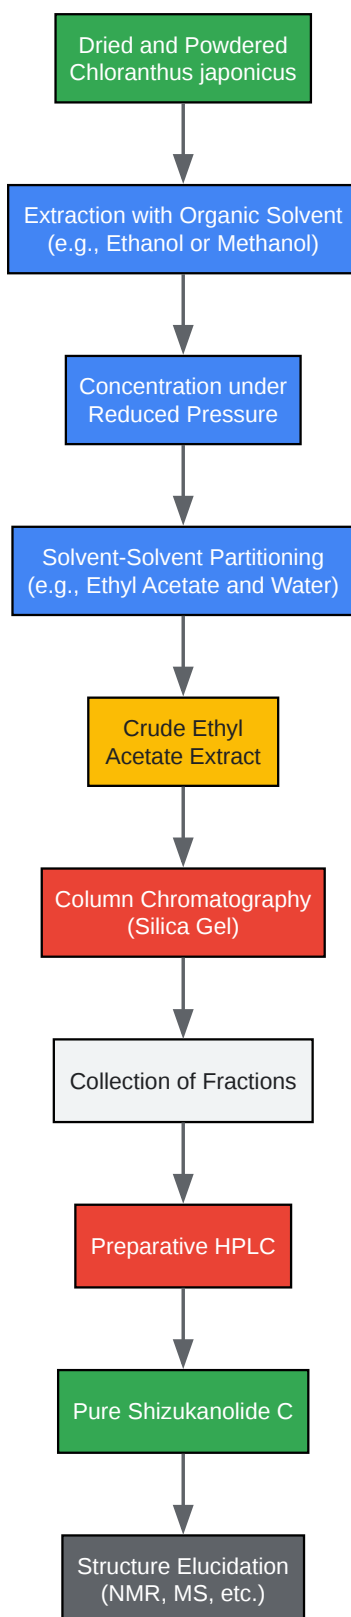 Dried and Powdered
Chloranthus japonicus
Extraction with Organic Solvent
(e.g., Ethanol or Methanol)
Concentration under
Reduced Pressure
Solvent-Solvent Partitioning
(e.g., Ethyl Acetate and Water)
Crude Ethyl
Acetate Extract
Column Chromatography
(Silica Gel)
Collection of Fractions
Preparative HPLC
Pure Shizukanolide C
Structure Elucidation
(NMR, MS, etc.)